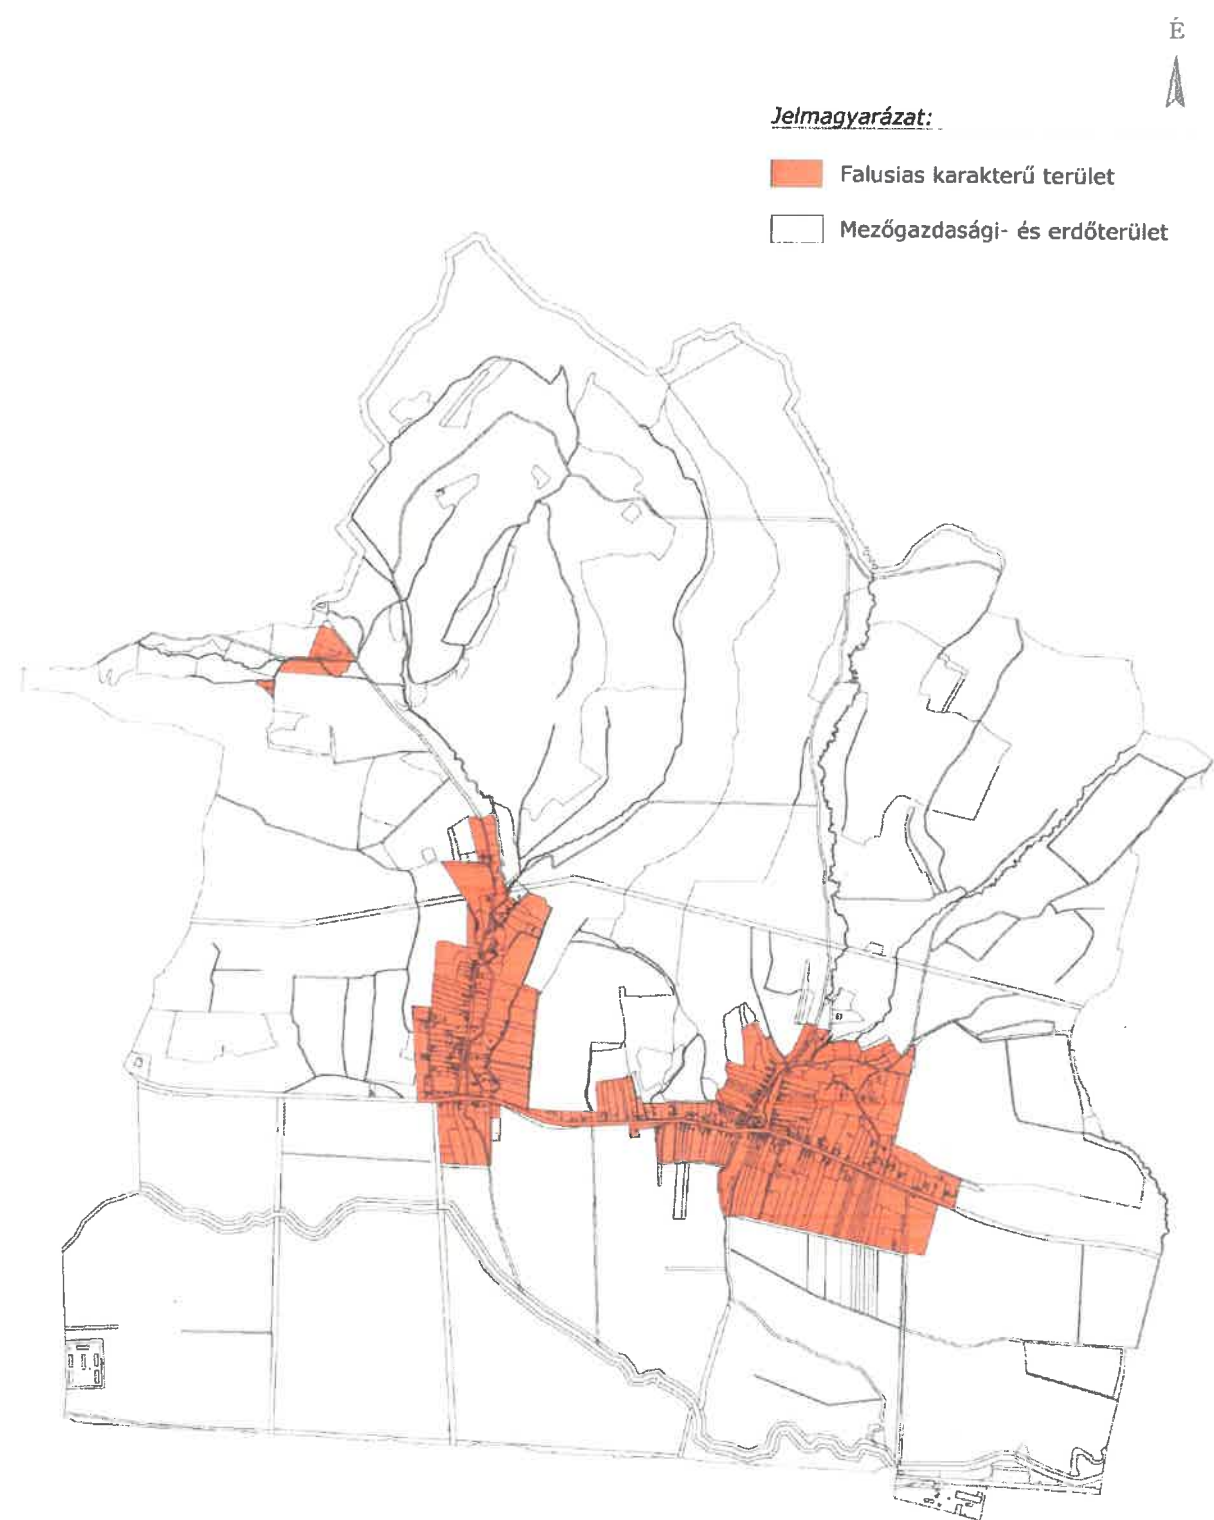 É
Jelmagyarázat:
Falusias karakterű terület
Mezőgazdasági- és erdőterület